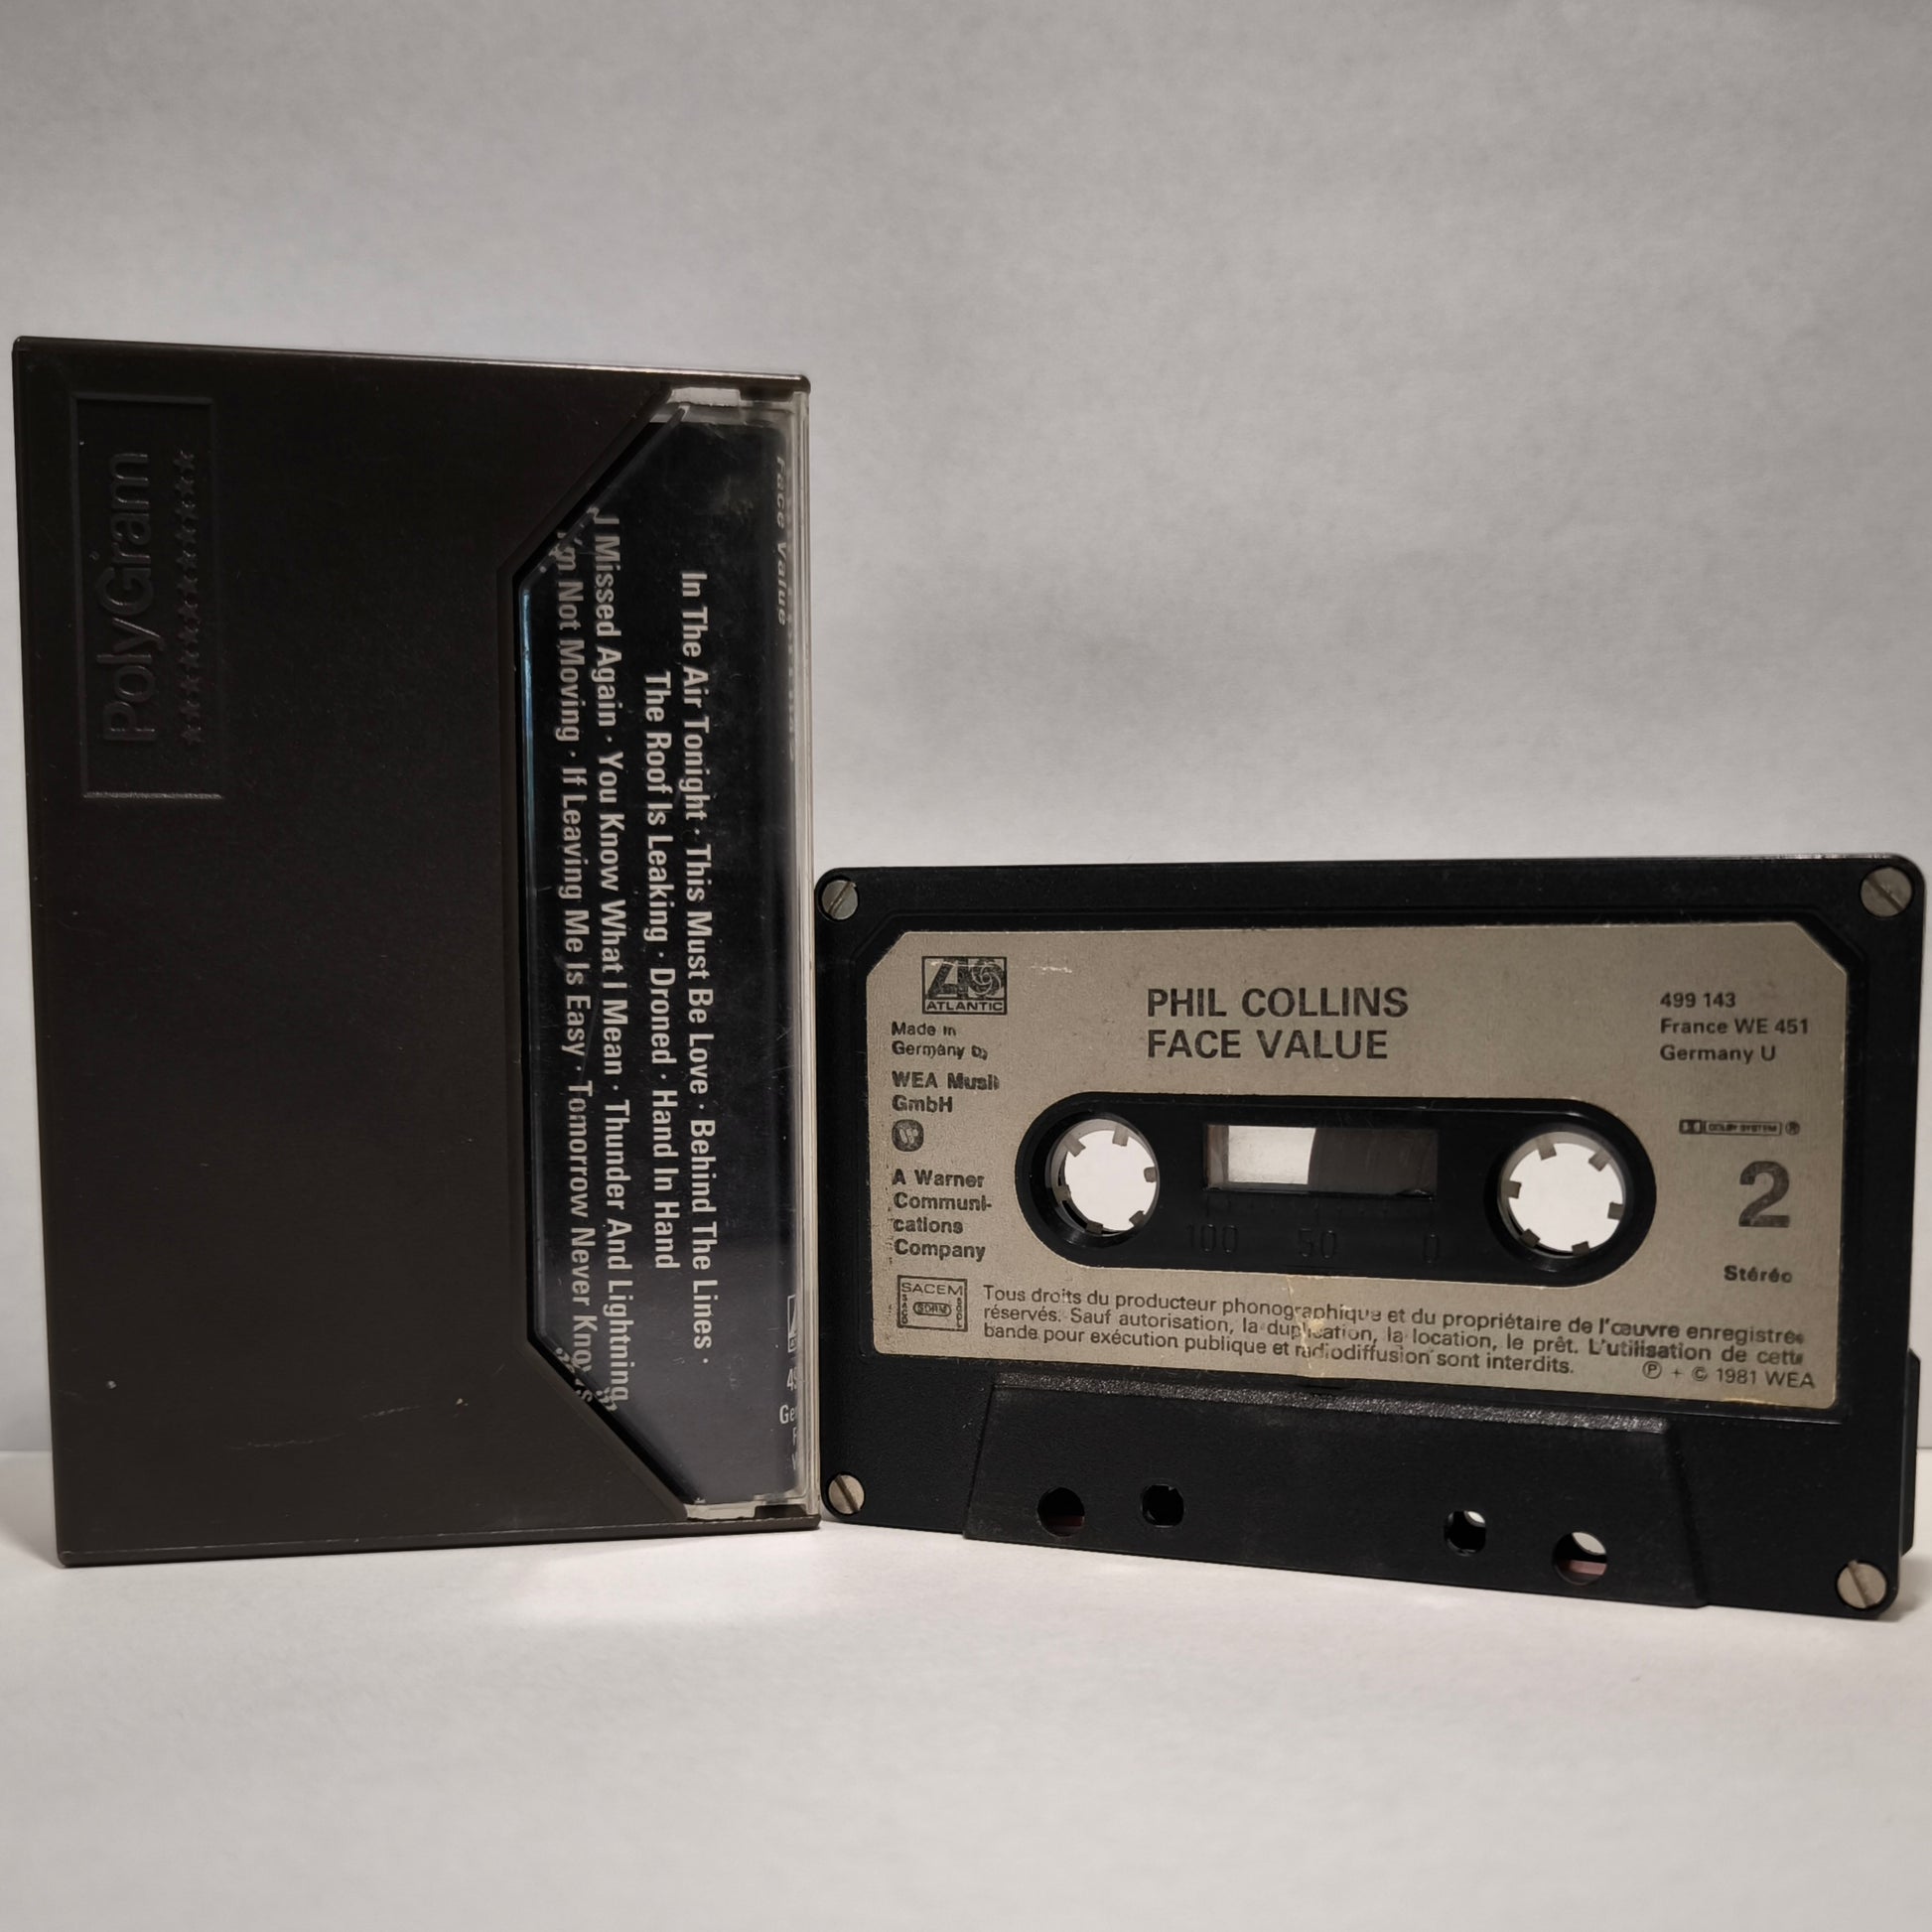 PolyGram
Face Value
In The Air Tonight · This Must Be Love · Behind The Lines ·
The Roof Is Leaking · Droned · Hand In Hand
I Missed Again · You Know What I Mean · Thunder And Lightning
I'm Not Moving · If Leaving Me Is Easy · Tomorrow Never
ATLANTIC
Made in
Germany by
WEA Musik
GmbH
A Warner
Communi-
cations
Company
PHIL COLLINS
FACE VALUE
499 143
France WE 451
Germany U
DOLBY SYSTEM ®
2
Stéréo
100 50 0
SACEM
SDRM
Tous droits du producteur phonographique et du propriétaire de l'œuvre enregistrée
réservés. Sauf autorisation, la duplication, la location, le prêt. L'utilisation de cette
bande pour exécution publique et radiodiffusion sont interdits.
℗ + © 1981 WEA